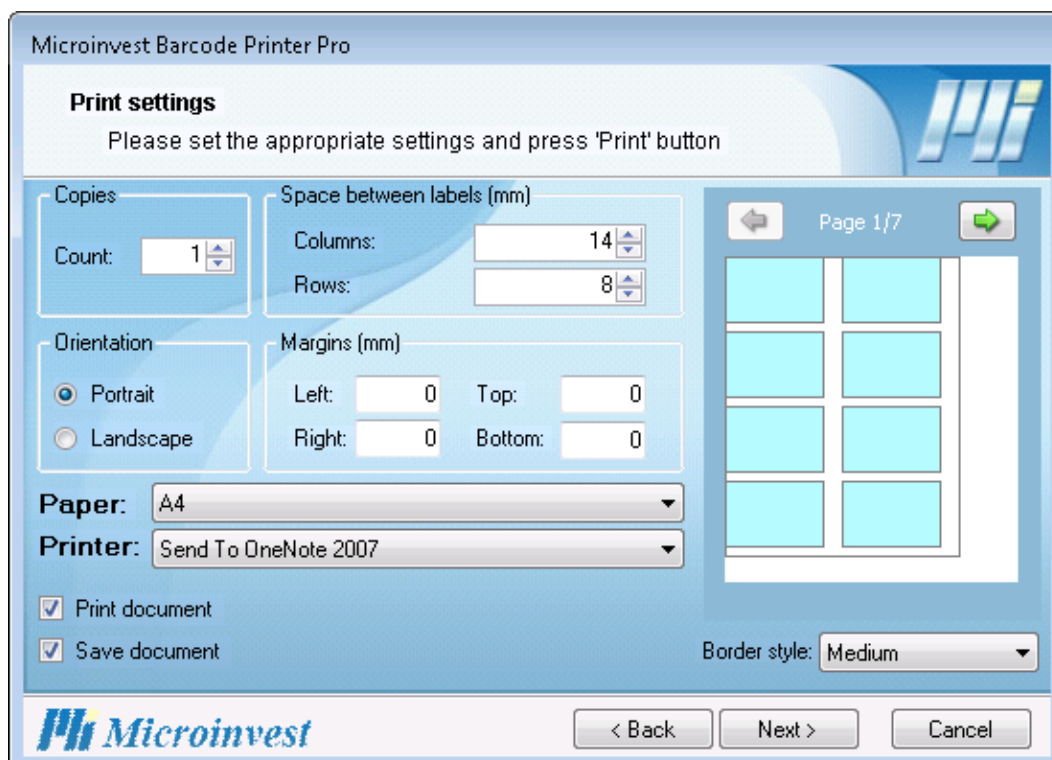 Microinvest Barcode Printer Pro
Print settings
Please set the appropriate settings and press 'Print' button
Copies
Count: 1
Space between labels (mm)
Columns: 14
Rows: 8
Page 1/7
Orientation
Portrait
Landscape
Margins (mm)
Left: 0 Top: 0
Right: 0 Bottom: 0
Paper: A4
Printer: Send To OneNote 2007
Print document
Save document
Border style: Medium
Microinvest
< Back Next > Cancel